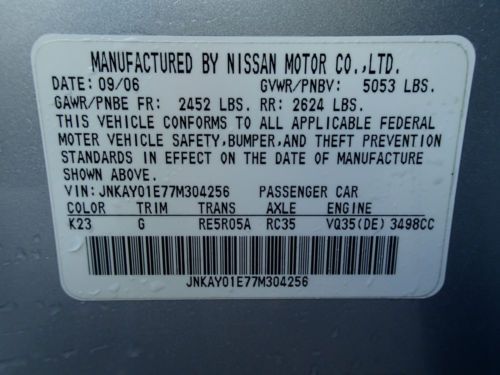 MANUFACTURED BY NISSAN MOTOR CO.,LTD.
DATE: 09/06 GVWR/PNBV: 5053 LBS.
GAWR/PNBE FR: 2452 LBS. RR: 2624 LBS.
THIS VEHICLE CONFORMS TO ALL APPLICABLE FEDERAL
MOTER VEHICLE SAFETY, BUMPER, AND THEFT PREVENTION
STANDARDS IN EFFECT ON THE DATE OF MANUFACTURE
SHOWN ABOVE.
VIN: JNKAY01E77M304256 PASSENGER CAR
COLOR TRIM TRANS AXLE ENGINE
K23 G RE5R05A RC35 VQ35(DE) 3498CC
JNKAY01E77M304256